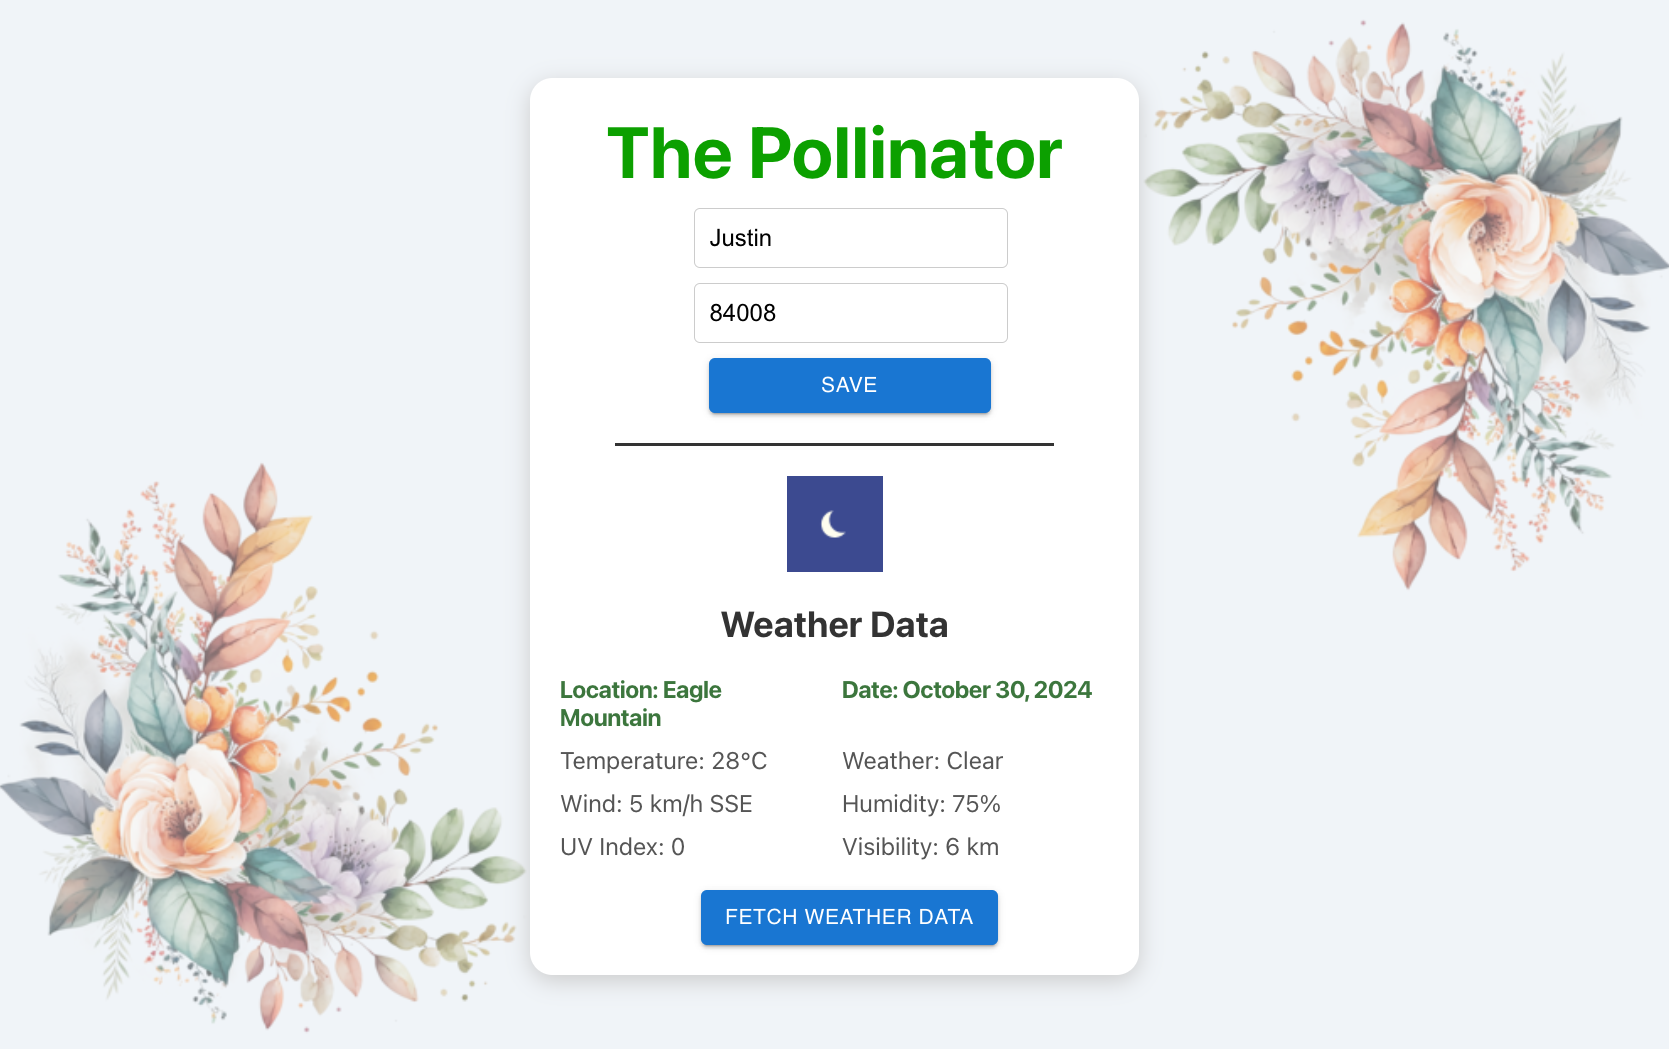 The Pollinator
Justin
84008
SAVE
Weather Data
Location: Eagle
Mountain
Date: October 30, 2024
Temperature: 28°C
Weather: Clear
Wind: 5 km/h SSE
Humidity: 75%
UV Index: 0
Visibility: 6 km
FETCH WEATHER DATA